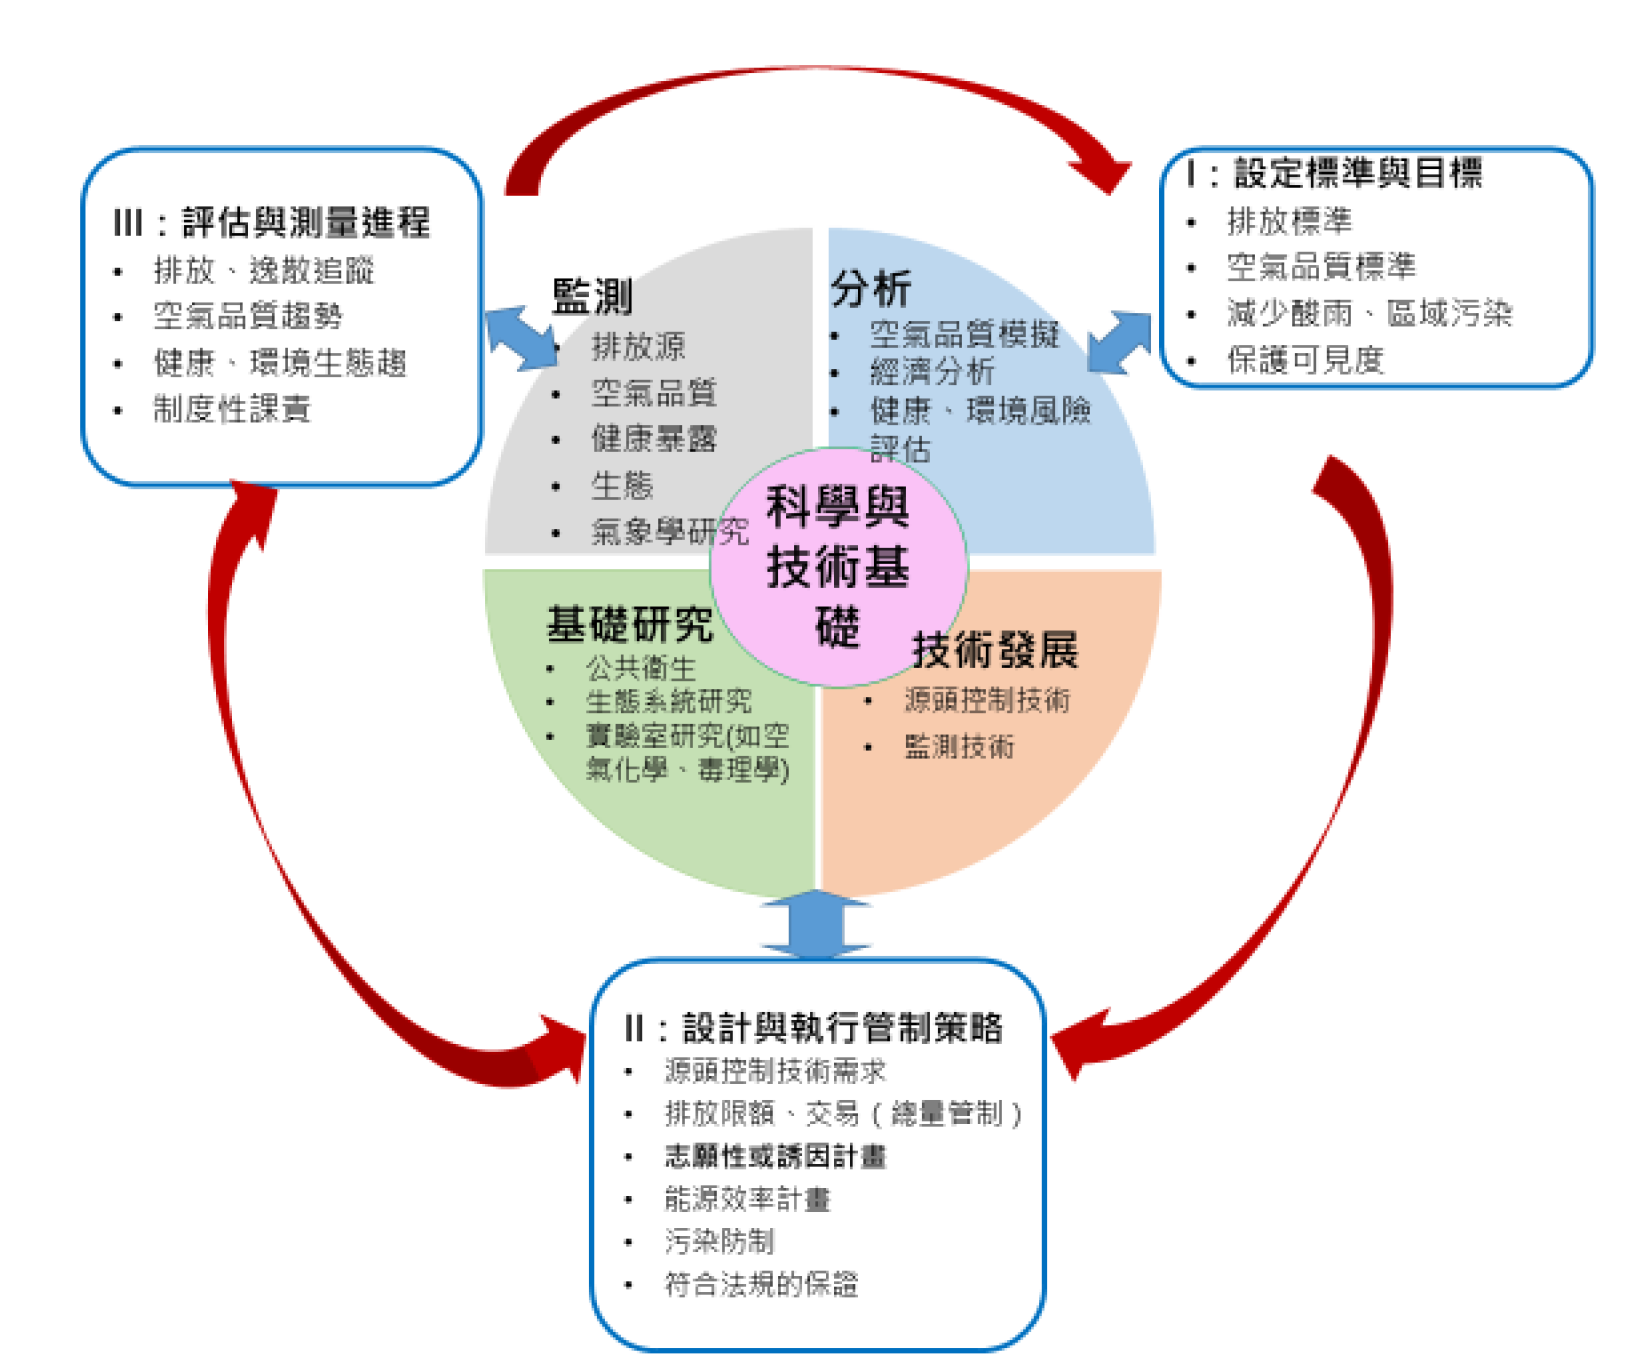 III：評估與測量進程
• 排放、逸散追蹤
• 空氣品質趨勢
• 健康、環境生態趨
• 制度性課責
I：設定標準與目標
• 排放標準
• 空氣品質標準
• 減少酸雨、區域污染
• 保護可見度
監測
• 排放源
• 空氣品質
• 健康暴露
• 生態
• 氣象學研究
分析
• 空氣品質模擬
• 經濟分析
• 健康、環境風險
評估
科學與
技術基
礎
基礎研究
• 公共衛生
• 生態系統研究
• 實驗室研究(如空
氣化學、毒理學)
技術發展
• 源頭控制技術
• 監測技術
II：設計與執行管制策略
• 源頭控制技術需求
• 排放限額、交易（總量管制）
• 志願性或誘因計畫
• 能源效率計畫
• 污染防制
• 符合法規的保證